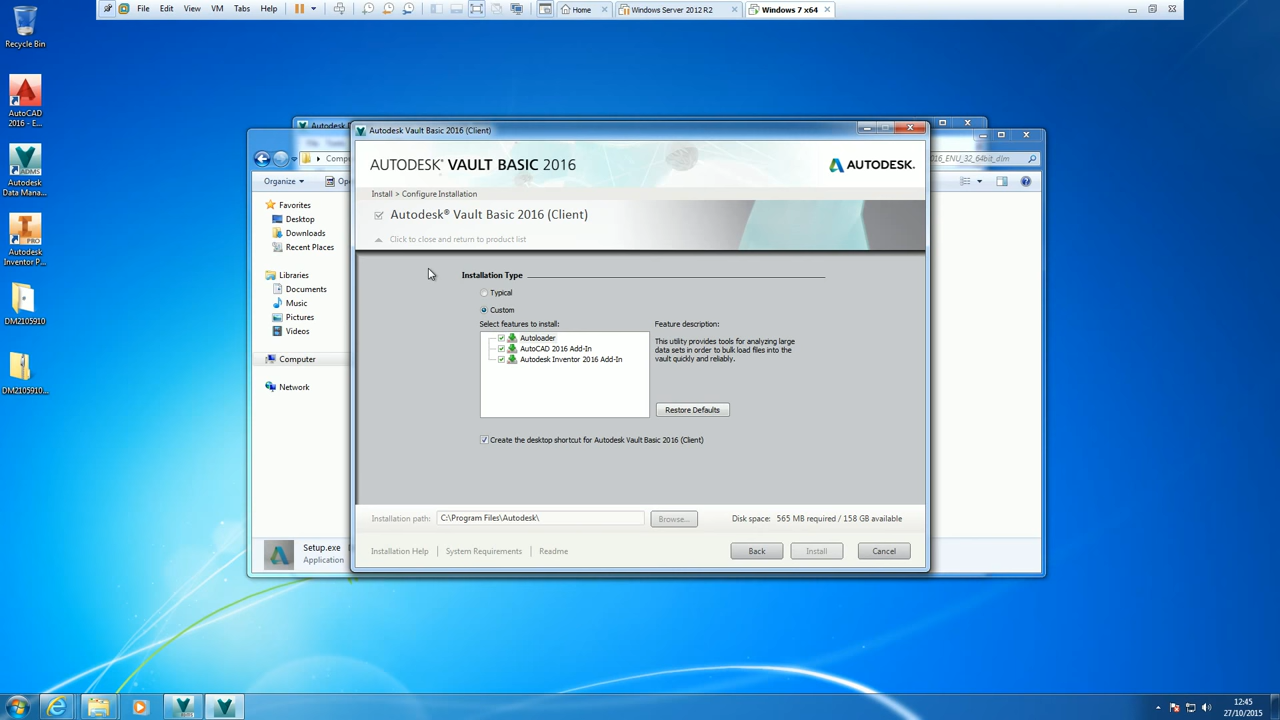 File Edit View VM Tabs Help
Home
Windows Server 2012 R2
Windows 7 x64
Recycle Bin
AutoCAD
2016 - E...
Autodesk
Data Mana...
Autodesk
Inventor P...
DM2105910
DM2105910...
Autodesk
Compu
016_ENU_32_64bit_dlm
Organize
Favorites
Desktop
Downloads
Recent Places
Libraries
Documents
Music
Pictures
Videos
Computer
Network
Setup.exe
Application
Autodesk Vault Basic 2016 (Client)
AUTODESK® VAULT BASIC 2016
AUTODESK.
Install > Configure Installation
Autodesk® Vault Basic 2016 (Client)
Click to close and return to product list
Installation Type
Typical
Custom
Select features to install:
Autoloader
AutoCAD 2016 Add-In
Autodesk Inventor 2016 Add-In
Feature description:
This utility provides tools for analyzing large
data sets in order to bulk load files into the
vault quickly and reliably.
Restore Defaults
Create the desktop shortcut for Autodesk Vault Basic 2016 (Client)
Installation path: C:\Program Files\Autodesk\ Browse... Disk space: 565 MB required / 158 GB available
Installation Help | System Requirements | Readme
Back Install Cancel
12:45
27/10/2015